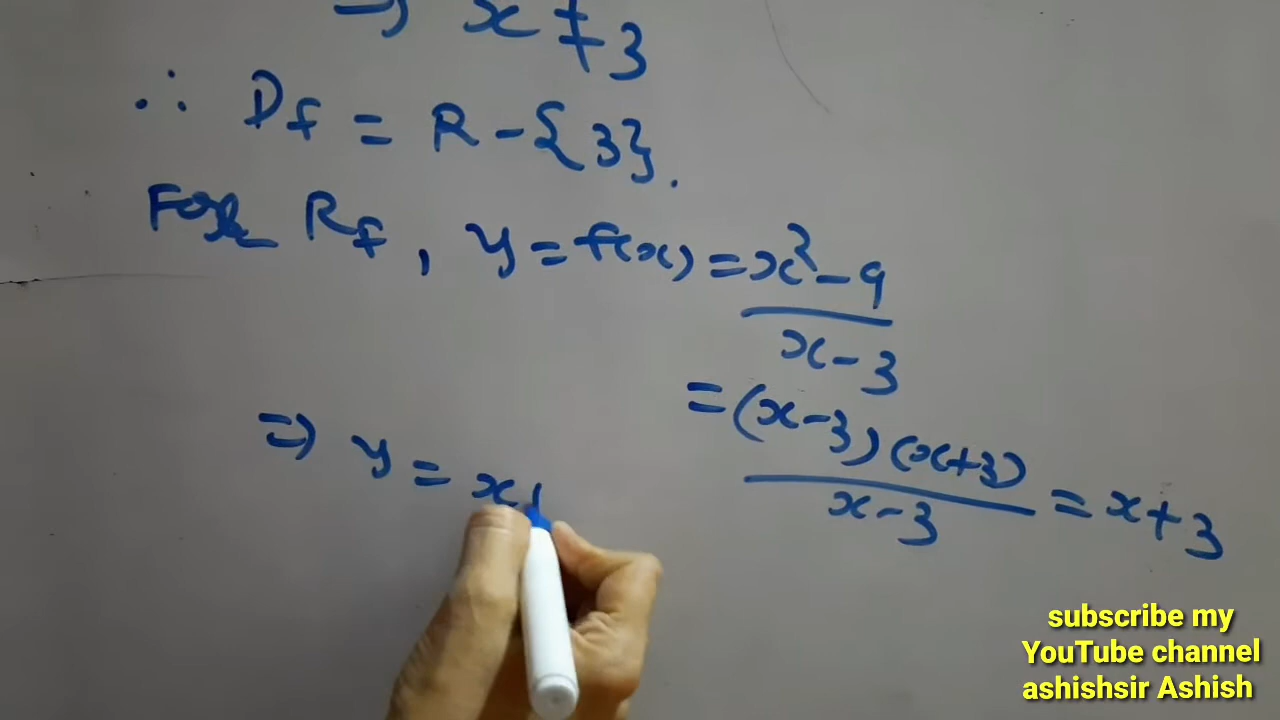 ⇒ x ≠ 3
∴ Df = R - {3}.
For Rf, y = f(x) = x² - 9
x - 3
= (x-3)(x+3)
x - 3 = x + 3
⇒ y = x
subscribe my
YouTube channel
ashishsir Ashish